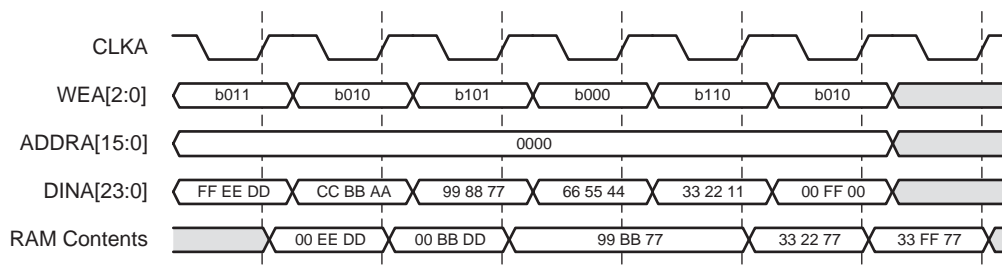 CLKA
WEA[2:0] b011 b010 b101 b000 b110 b010
ADDRA[15:0] 0000
DINA[23:0] FF EE DD CC BB AA 99 88 77 66 55 44 33 22 11 00 FF 00
RAM Contents 00 EE DD 00 BB DD 99 BB 77 33 22 77 33 FF 77